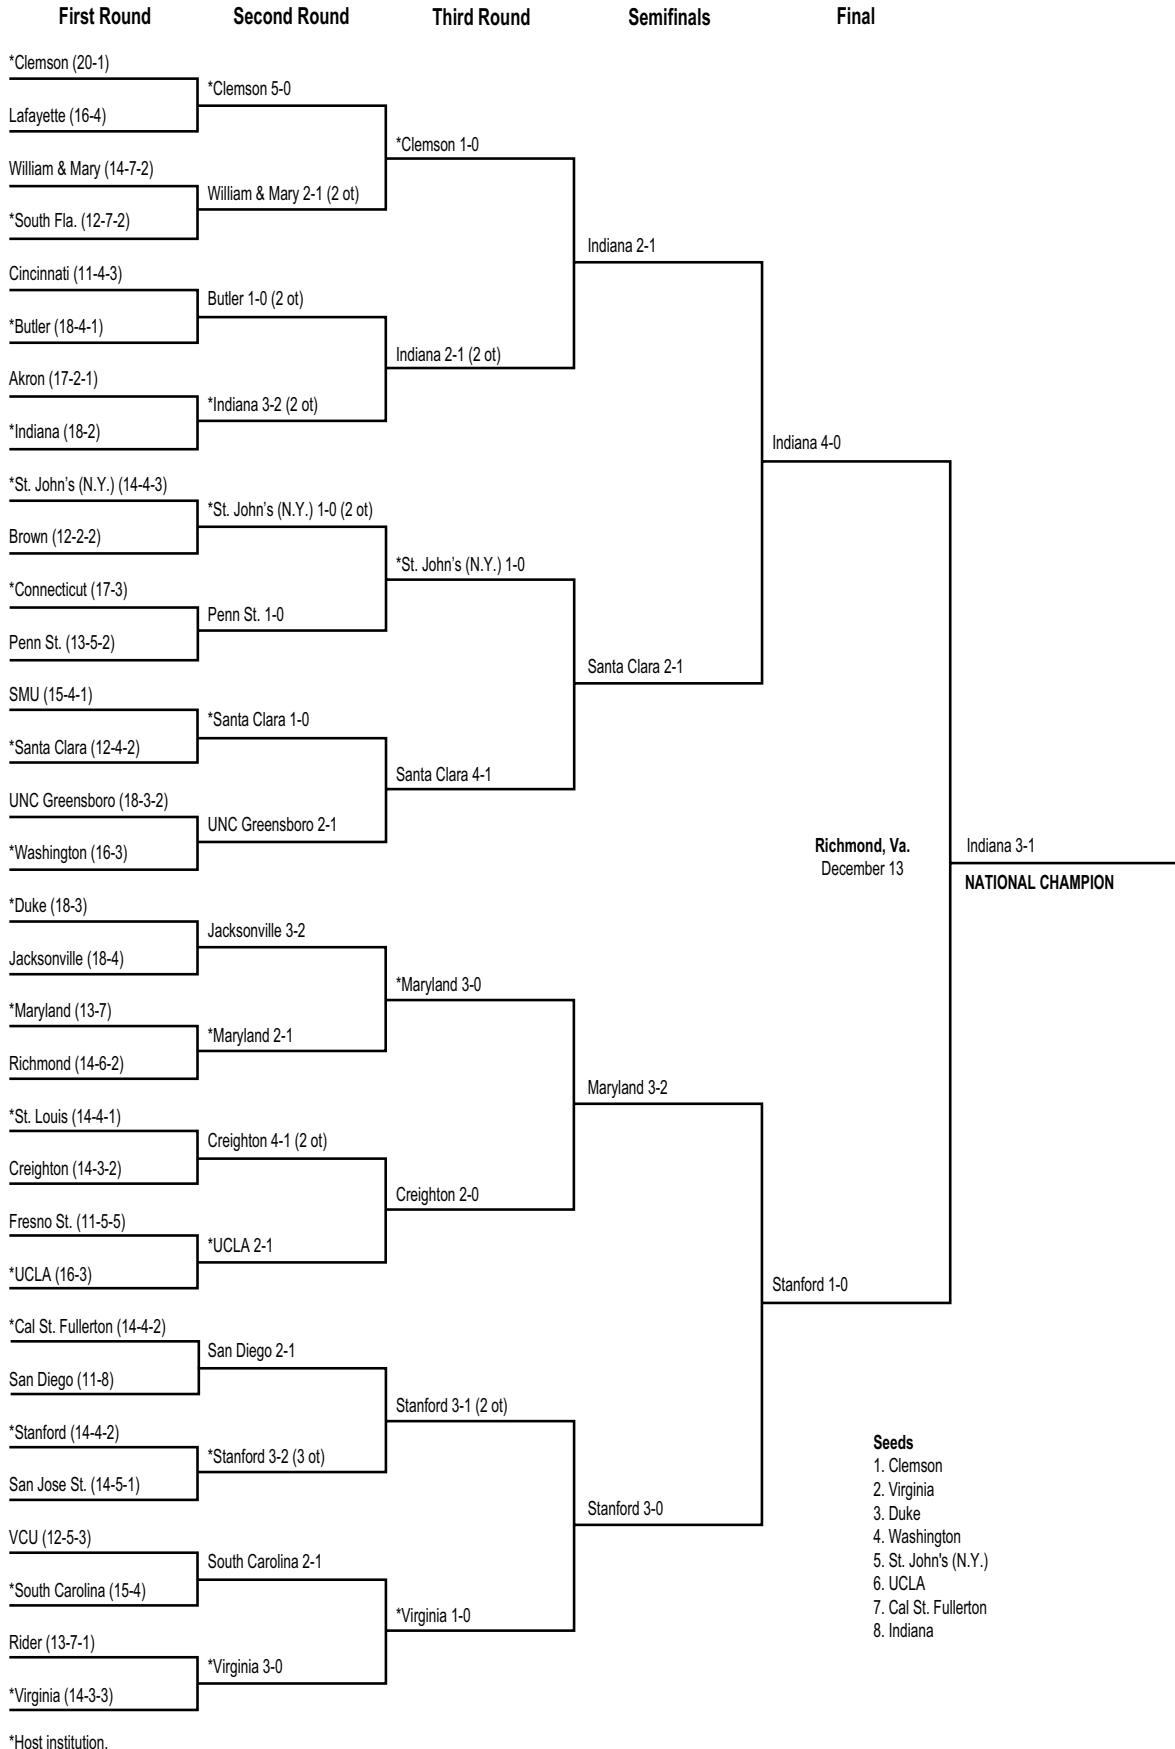 First Round
Second Round
Third Round
Semifinals
Final
*Clemson (20-1)
Lafayette (16-4)
William & Mary (14-7-2)
*South Fla. (12-7-2)
Cincinnati (11-4-3)
*Butler (18-4-1)
Akron (17-2-1)
*Indiana (18-2)
*St. John’s (N.Y.) (14-4-3)
Brown (12-2-2)
*Connecticut (17-3)
Penn St. (13-5-2)
SMU (15-4-1)
*Santa Clara (12-4-2)
UNC Greensboro (18-3-2)
*Washington (16-3)
*Duke (18-3)
Jacksonville (18-4)
*Maryland (13-7)
Richmond (14-6-2)
*St. Louis (14-4-1)
Creighton (14-3-2)
Fresno St. (11-5-5)
*UCLA (16-3)
*Cal St. Fullerton (14-4-2)
San Diego (11-8)
*Stanford (14-4-2)
San Jose St. (14-5-1)
VCU (12-5-3)
*South Carolina (15-4)
Rider (13-7-1)
*Virginia (14-3-3)
*Clemson 5-0
William & Mary 2-1 (2 ot)
Butler 1-0 (2 ot)
*Indiana 3-2 (2 ot)
*St. John’s (N.Y.) 1-0 (2 ot)
Penn St. 1-0
*Santa Clara 1-0
UNC Greensboro 2-1
Jacksonville 3-2
*Maryland 2-1
Creighton 4-1 (2 ot)
*UCLA 2-1
San Diego 2-1
*Stanford 3-2 (3 ot)
South Carolina 2-1
*Virginia 3-0
*Clemson 1-0
Indiana 2-1 (2 ot)
*St. John’s (N.Y.) 1-0
Santa Clara 4-1
*Maryland 3-0
Creighton 2-0
Stanford 3-1 (2 ot)
*Virginia 1-0
Indiana 2-1
Santa Clara 2-1
Maryland 3-2
Stanford 3-0
Indiana 4-0
Stanford 1-0
Richmond, Va.
December 13
Indiana 3-1
NATIONAL CHAMPION
Seeds
1. Clemson
2. Virginia
3. Duke
4. Washington
5. St. John's (N.Y.)
6. UCLA
7. Cal St. Fullerton
8. Indiana
*Host institution.